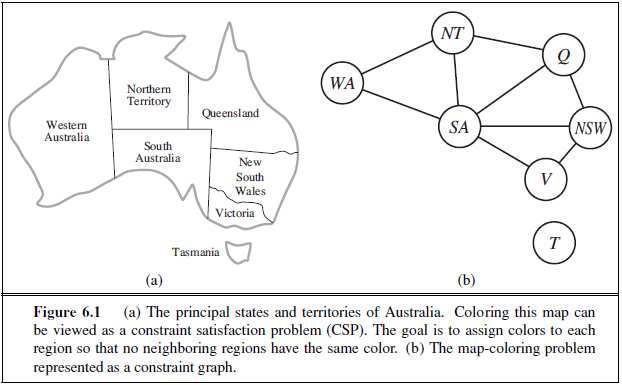 Northern
Territory
Western
Australia
Queensland
South
Australia
New
South
Wales
Victoria
Tasmania
(a)
NT
Q
WA
SA
NSW
V
T
(b)
Figure 6.1 (a) The principal states and territories of Australia. Coloring this map can
be viewed as a constraint satisfaction problem (CSP). The goal is to assign colors to each
region so that no neighboring regions have the same color. (b) The map-coloring problem
represented as a constraint graph.